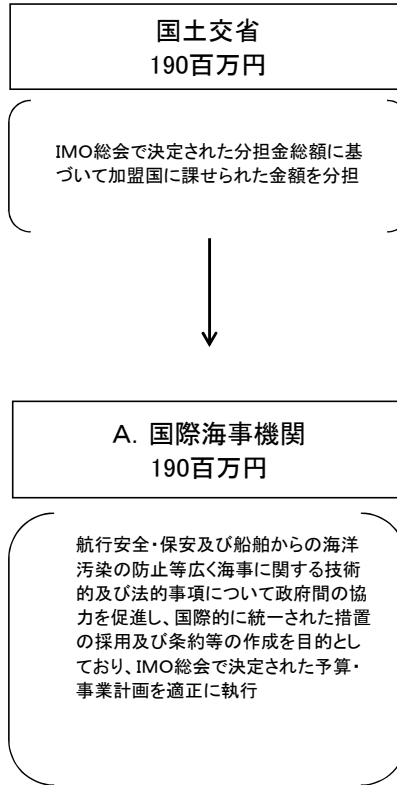 国土交省
190百万円
IMO総会で決定された分担金総額に基
づいて加盟国に課せられた金額を分担
A．国際海事機関
190百万円
航行安全・保安及び船舶からの海洋
汚染の防止等広く海事に関する技術
的及び法的事項について政府間の協
力を促進し、国際的に統一された措置
の採用及び条約等の作成を目的とし
ており、IMO総会で決定された予算・
事業計画を適正に執行